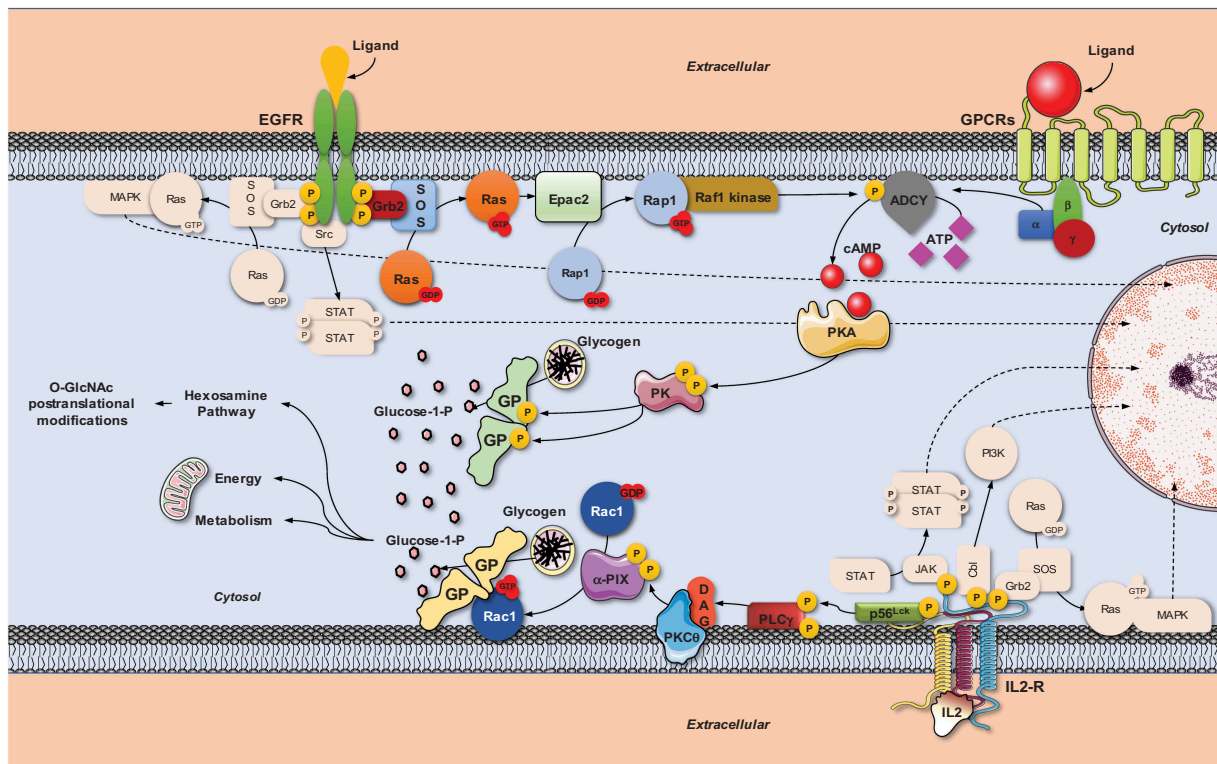 Ligand
Extracellular
Ligand
EGFR
GPCRs
MAPK
Ras
GTP
S
O
S
Grb2
P
P
P
P
Grb2
S
O
S
Ras
GTP
Epac2
Rap1
GTP
Raf1 kinase
P
ADCY
β
α
γ
Cytosol
Src
cAMP
ATP
Ras
GDP
Ras
GDP
Rap1
GDP
STAT
STAT
P
P
P
P
PKA
Glycogen
O-GlcNAc
postranslational
modifications
Hexosamine
Pathway
Glucose-1-P
GP
P
GP
P
PK
P
P
Energy
Metabolism
Glucose-1-P
Glycogen
Rac1
GDP
GP
GP
GTP
Rac1
α-PIX
P
P
PI3K
STAT
STAT
P
P
P
P
Ras
GDP
STAT
JAK
Cbl
SOS
Grb2
P
P
P
Ras
GTP
MAPK
Cytosol
D
A
G
PKCθ
PLCγ
P
P
p56Lck
P
IL2-R
IL2
Extracellular